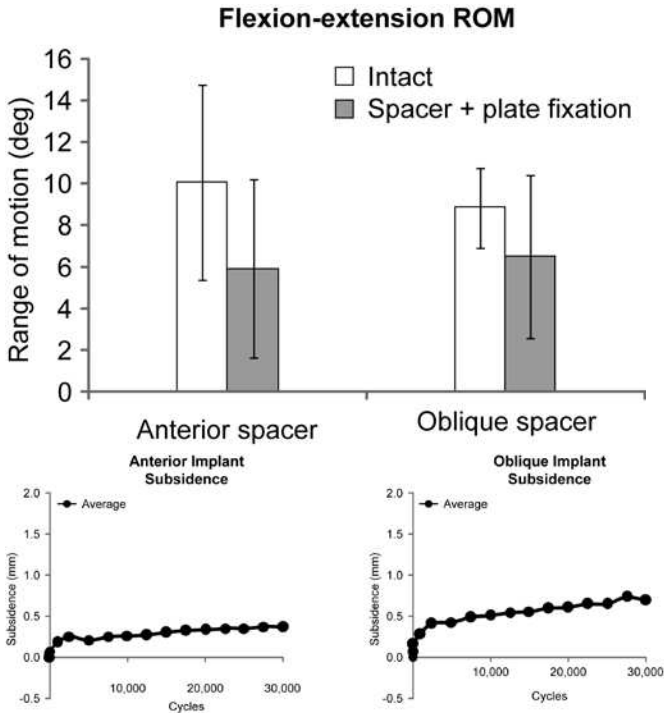 Flexion-extension ROM
Range of motion (deg)
16
14
12
10
8
6
4
2
0
Intact
Spacer + plate fixation
Anterior spacer
Oblique spacer
Anterior Implant
Subsidence
Subsidence (mm)
2.0
1.5
1.0
0.5
0.0
-0.5
Average
10,000
20,000
30,000
Cycles
Oblique Implant
Subsidence
Subsidence (mm)
2.0
1.5
1.0
0.5
0.0
-0.5
Average
10,000
20,000
30,000
Cycles